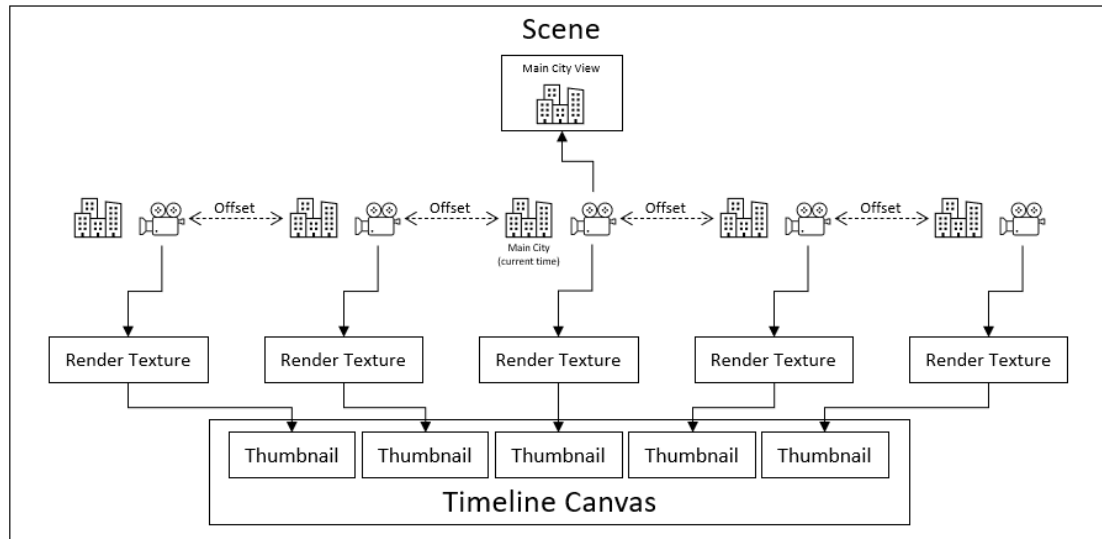 Scene
Main City View
Offset
Offset
Offset
Offset
Main City
(current time)
Render Texture
Render Texture
Render Texture
Render Texture
Render Texture
Thumbnail
Thumbnail
Thumbnail
Thumbnail
Thumbnail
Timeline Canvas